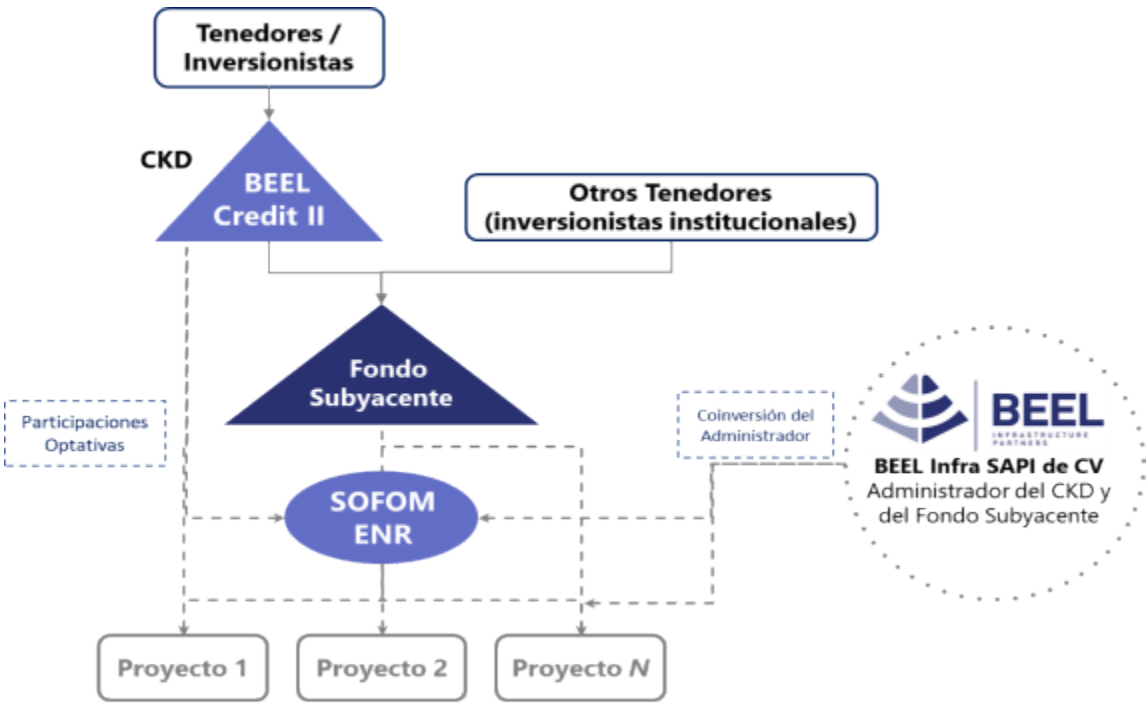 Tenedores /
Inversionistas
CKD
BEEL
Credit II
Otros Tenedores
(inversionistas institucionales)
Fondo
Subyacente
Participaciones
Optativas
Coinversión del
Administrador
BEEL
INFRASTRUCTURE
PARTNERS
BEEL Infra SAPI de CV
Administrador del CKD y
del Fondo Subyacente
SOFOM
ENR
Proyecto 1
Proyecto 2
Proyecto N